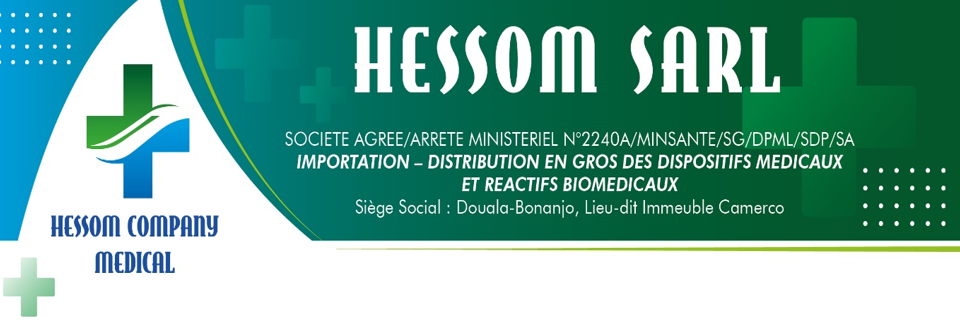 HESSOM SARL
SOCIETE AGREE/ARRETE MINISTERIEL N°2240A/MINSANTE/SG/DPML/SDP/SA
IMPORTATION – DISTRIBUTION EN GROS DES DISPOSITIFS MEDICAUX
ET REACTIFS BIOMEDICAUX
Siège Social : Douala-Bonanjo, Lieu-dit Immeuble Camerco
HESSOM COMPANY
MEDICAL